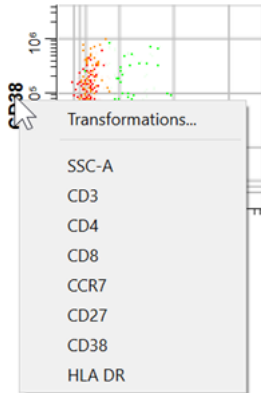 10⁶
CD38
10⁵
Transformations...
SSC-A
CD3
CD4
CD8
CCR7
CD27
CD38
HLA DR